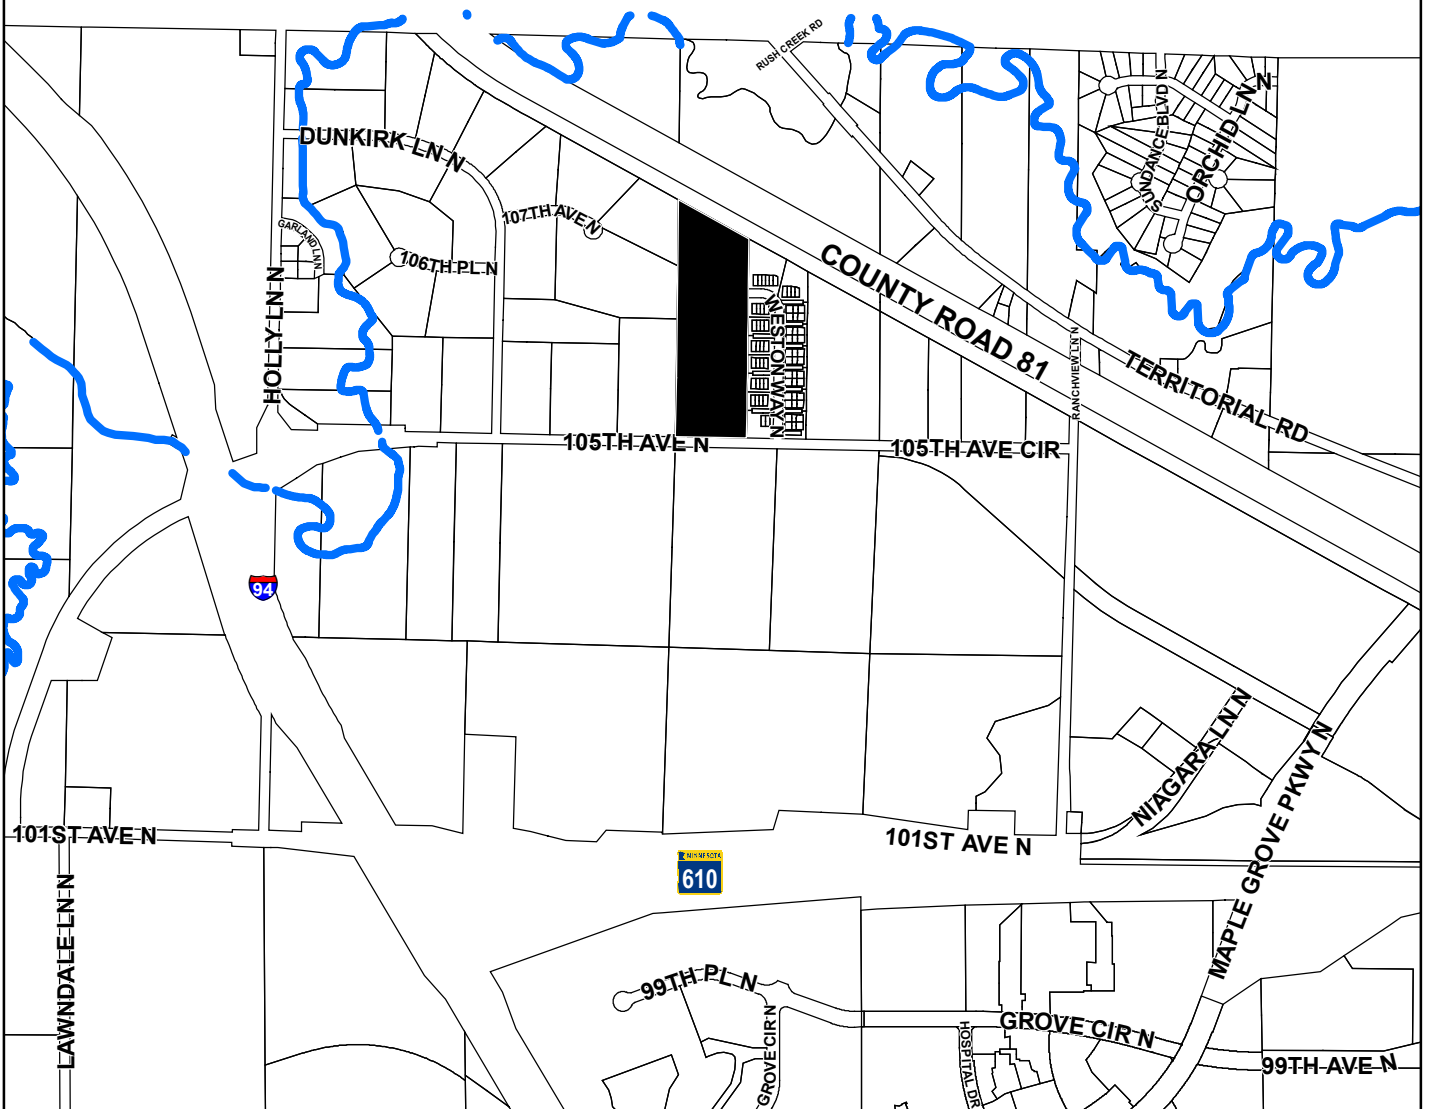 RUSH CREEK RD
SUNDANCE BLVD N
ORCHID LN N
S
DUNKIRK LN N
107TH AVE N
GARLAND LN N
106TH PL N
HOLLY LN N
WESTON WAY N
COUNTY ROAD 81
RANCHVIEW LN N
TERRITORIAL RD
105TH AVE N
105TH AVE CIR
94
NIAGARA LN N
MAPLE GROVE PKWY N
101ST AVE N
101ST AVE N
MINNESOTA
610
LAWNDALE LN N
99TH PL N
GROVE CIR N
HOSPITAL DR
GROVE CIR N
99TH AVE N